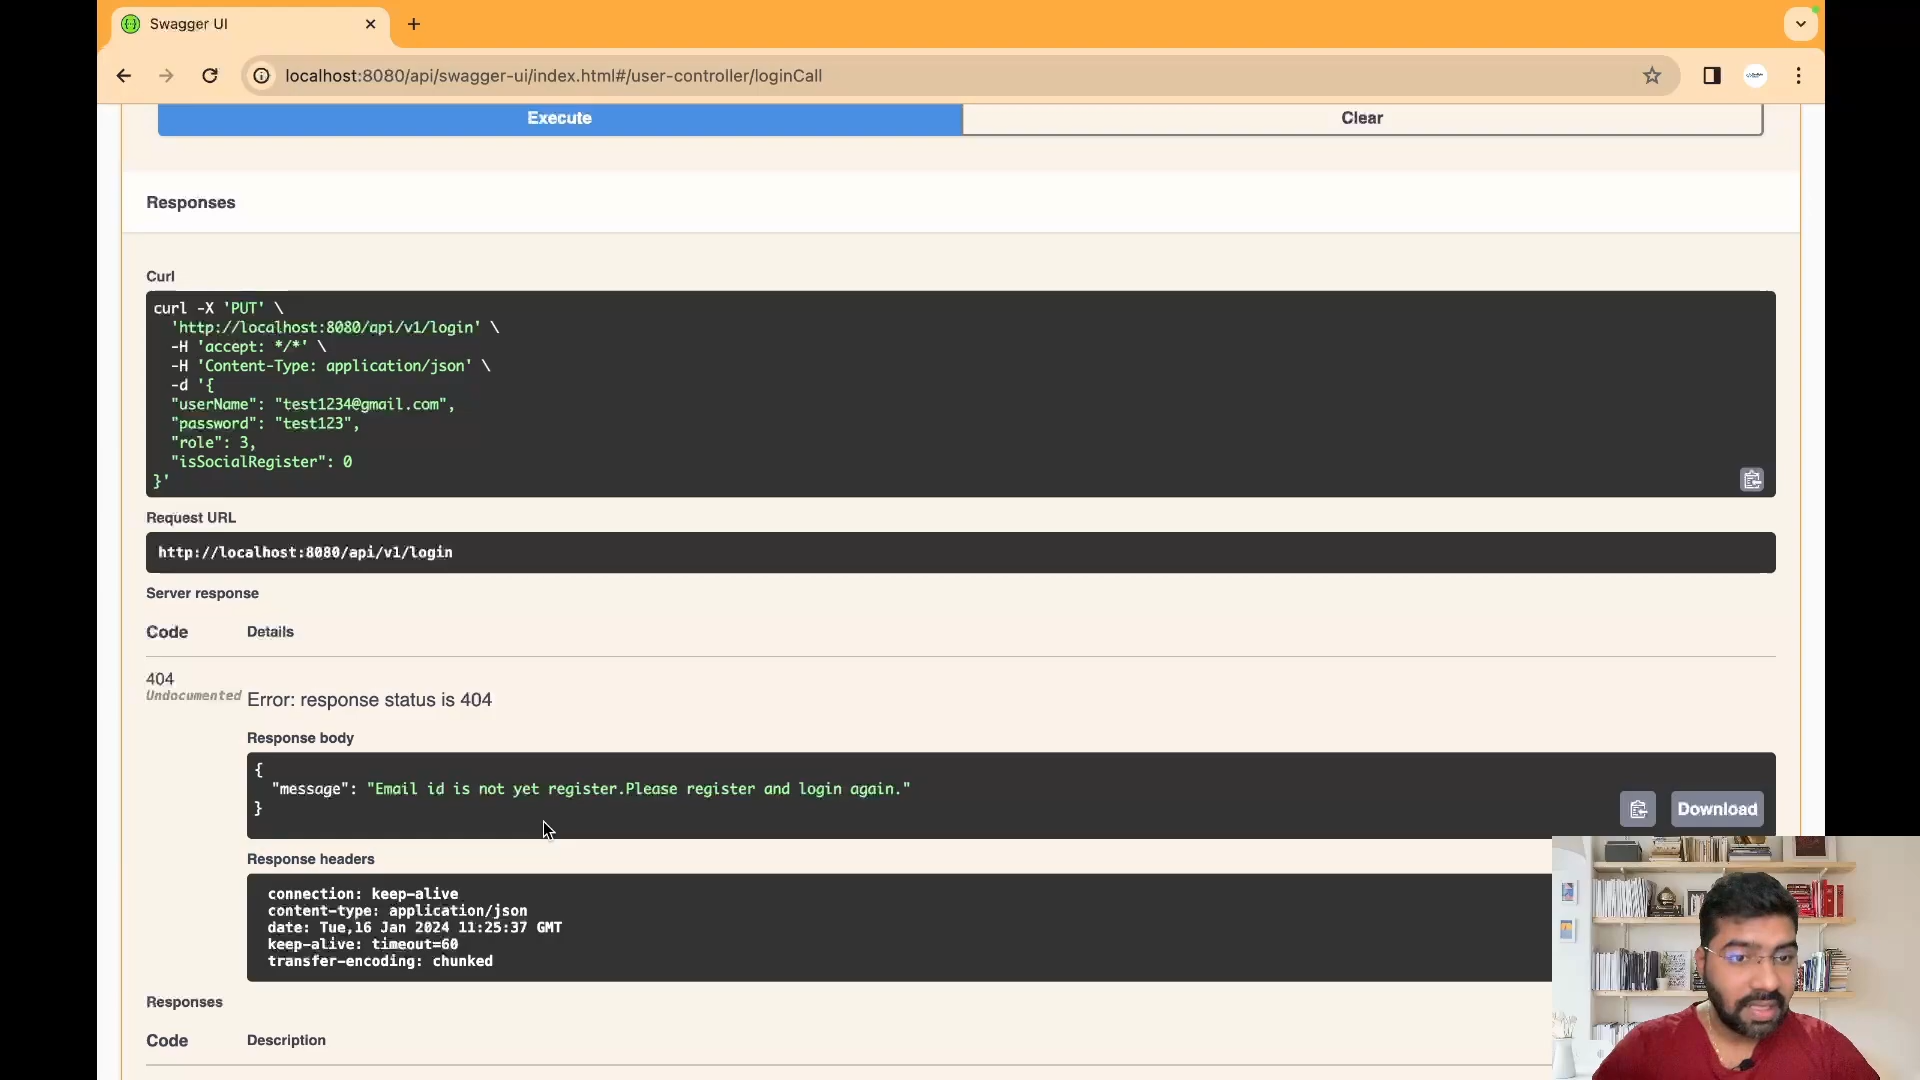 Swagger UI
localhost:8080/api/swagger-ui/index.html#/user-controller/loginCall
Execute
Clear
Responses
Curl
curl -X 'PUT' \
'http://localhost:8080/api/v1/login' \
-H 'accept: */*' \
-H 'Content-Type: application/json' \
-d '{
"userName": "test1234@gmail.com",
"password": "test123",
"role": 3,
"isSocialRegister": 0
}'
Request URL
http://localhost:8080/api/v1/login
Server response
Code Details
404
Undocumented
Error: response status is 404
Response body
{
"message": "Email id is not yet register.Please register and login again."
}
Download
Response headers
connection: keep-alive
content-type: application/json
date: Tue,16 Jan 2024 11:25:37 GMT
keep-alive: timeout=60
transfer-encoding: chunked
Responses
Code Description